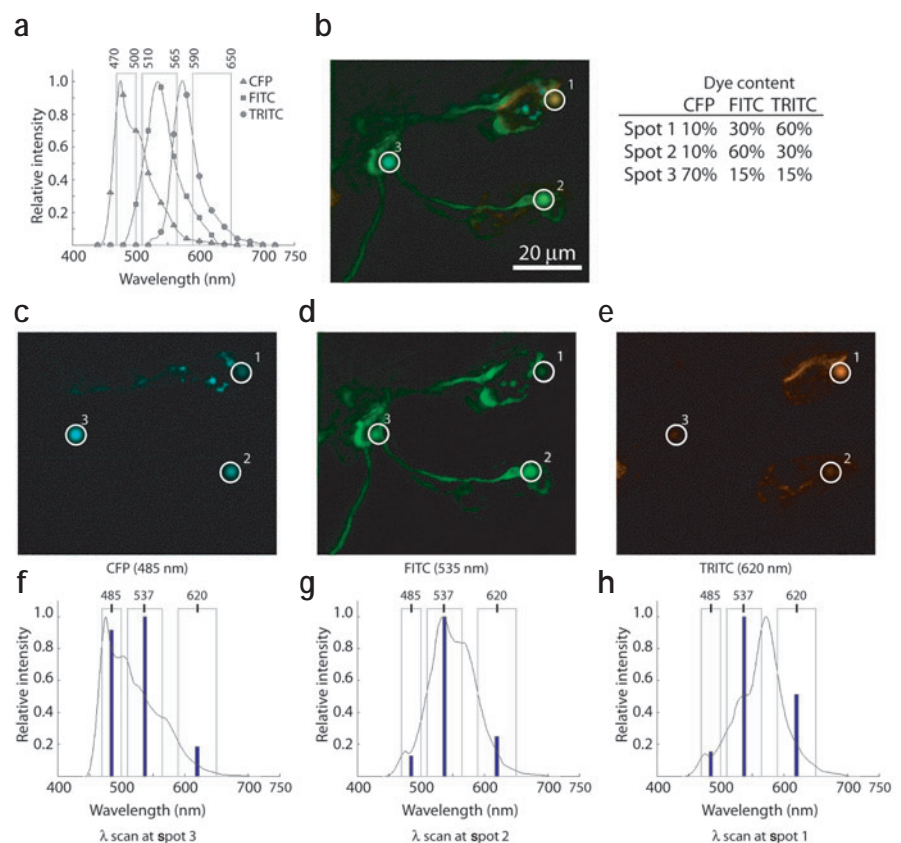 a
470
500
510
565
590
650
1.0
0.8
0.6
0.4
0.2
Relative intensity
CFP
FITC
TRITC
400 500 600 700 750
Wavelength (nm)
b
1
3
2
20 µm
Dye content
CFP FITC TRITC
Spot 1 10% 30% 60%
Spot 2 10% 60% 30%
Spot 3 70% 15% 15%
c
1
3
2
CFP (485 nm)
d
1
3
2
FITC (535 nm)
e
1
3
2
TRITC (620 nm)
f
485 537 620
1.0
0.8
0.6
0.4
0.2
Relative intensity
400 500 600 700 750
Wavelength (nm)
λ scan at spot 3
g
485 537 620
1.0
0.8
0.6
0.4
0.2
Relative intensity
400 500 600 700 750
Wavelength (nm)
λ scan at spot 2
h
485 537 620
1.0
0.8
0.6
0.4
0.2
Relative intensity
400 500 600 700 750
Wavelength (nm)
λ scan at spot 1